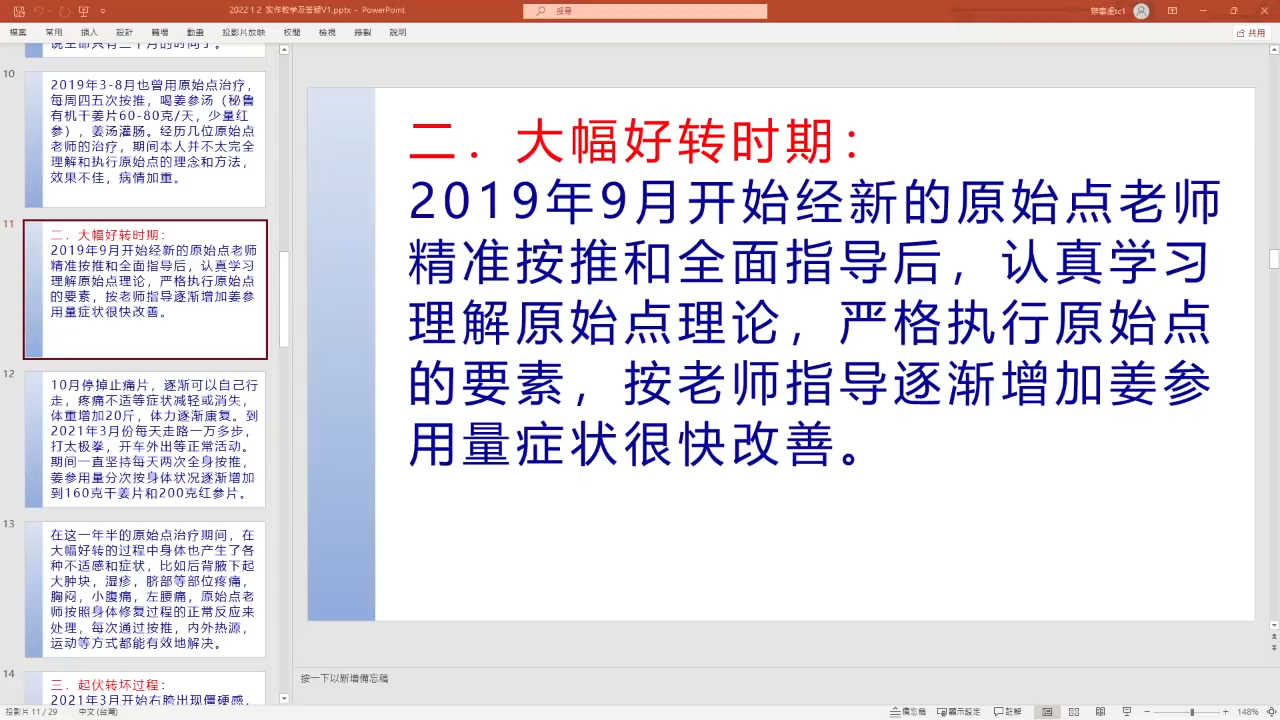 2022 1 2 实作教学及答疑V1.pptx - PowerPoint
搜尋
檔案 常用 插入 設計 轉場 動畫 投影片放映 校閱 檢視 錄製 說明
共用
10
2019年3-8月也曾用原始点治疗，
每周四五次按推，喝姜参汤（秘鲁
有机干姜片60-80克/天，少量红
参），姜汤灌肠。经历几位原始点
老师的治疗，期间本人并不太完全
理解和执行原始点的理念和方法，
效果不佳，病情加重。
11
二．大幅好转时期：
2019年9月开始经新的原始点老师
精准按推和全面指导后，认真学习
理解原始点理论，严格执行原始点
的要素，按老师指导逐渐增加姜参
用量症状很快改善。
12
10月停掉止痛片，逐渐可以自己行
走，疼痛不适等症状减轻或消失，
体重增加20斤，体力逐渐康复。到
2021年3月份每天走路一万多步，
打太极拳，开车外出等正常活动。
期间一直坚持每天两次全身按推，
姜参用量分次按身体状况逐渐增加
到160克干姜片和200克红参片。
13
在这一年半的原始点治疗期间，在
大幅好转的过程中身体也产生了各
种不适感和症状，比如后背腋下起
大肿块，湿疹，脐部等部位疼痛，
胸闷，小腹痛，左腰痛，原始点老
师按照身体修复过程的正常反应来
处理，每次通过按推，内外热源，
运动等方式都能有效地解决。
14
三．起伏转坏过程：
2021年3月开始右胯出现僵硬感，
二．大幅好转时期：
2019年9月开始经新的原始点老师
精准按推和全面指导后，认真学习
理解原始点理论，严格执行原始点
的要素，按老师指导逐渐增加姜参
用量症状很快改善。
按一下以新增備忘稿
投影片 11 / 29 中文 (台灣)
備忘稿 顯示設定 註解 148%